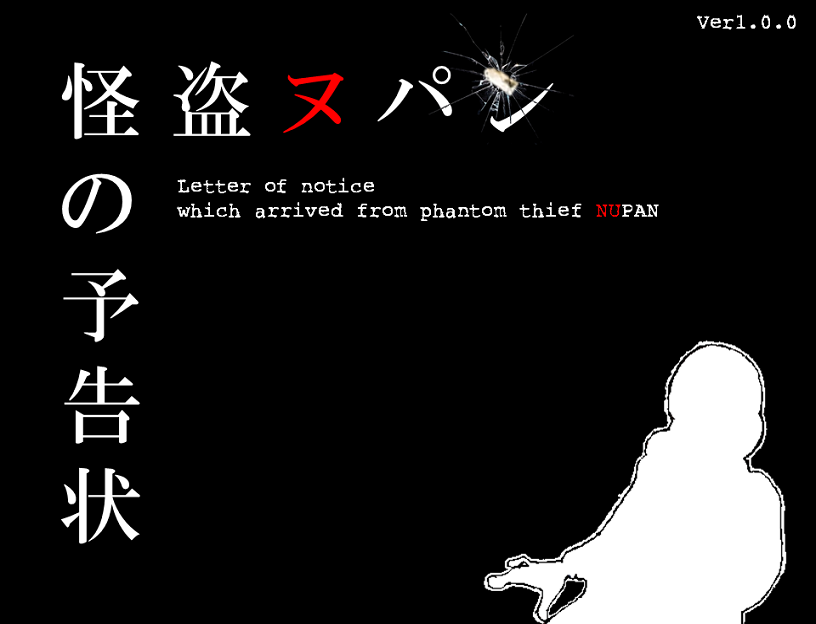 Ver1.0.0
怪盗ヌパン
の予告状
Letter of notice
which arrived from phantom thief NUPAN